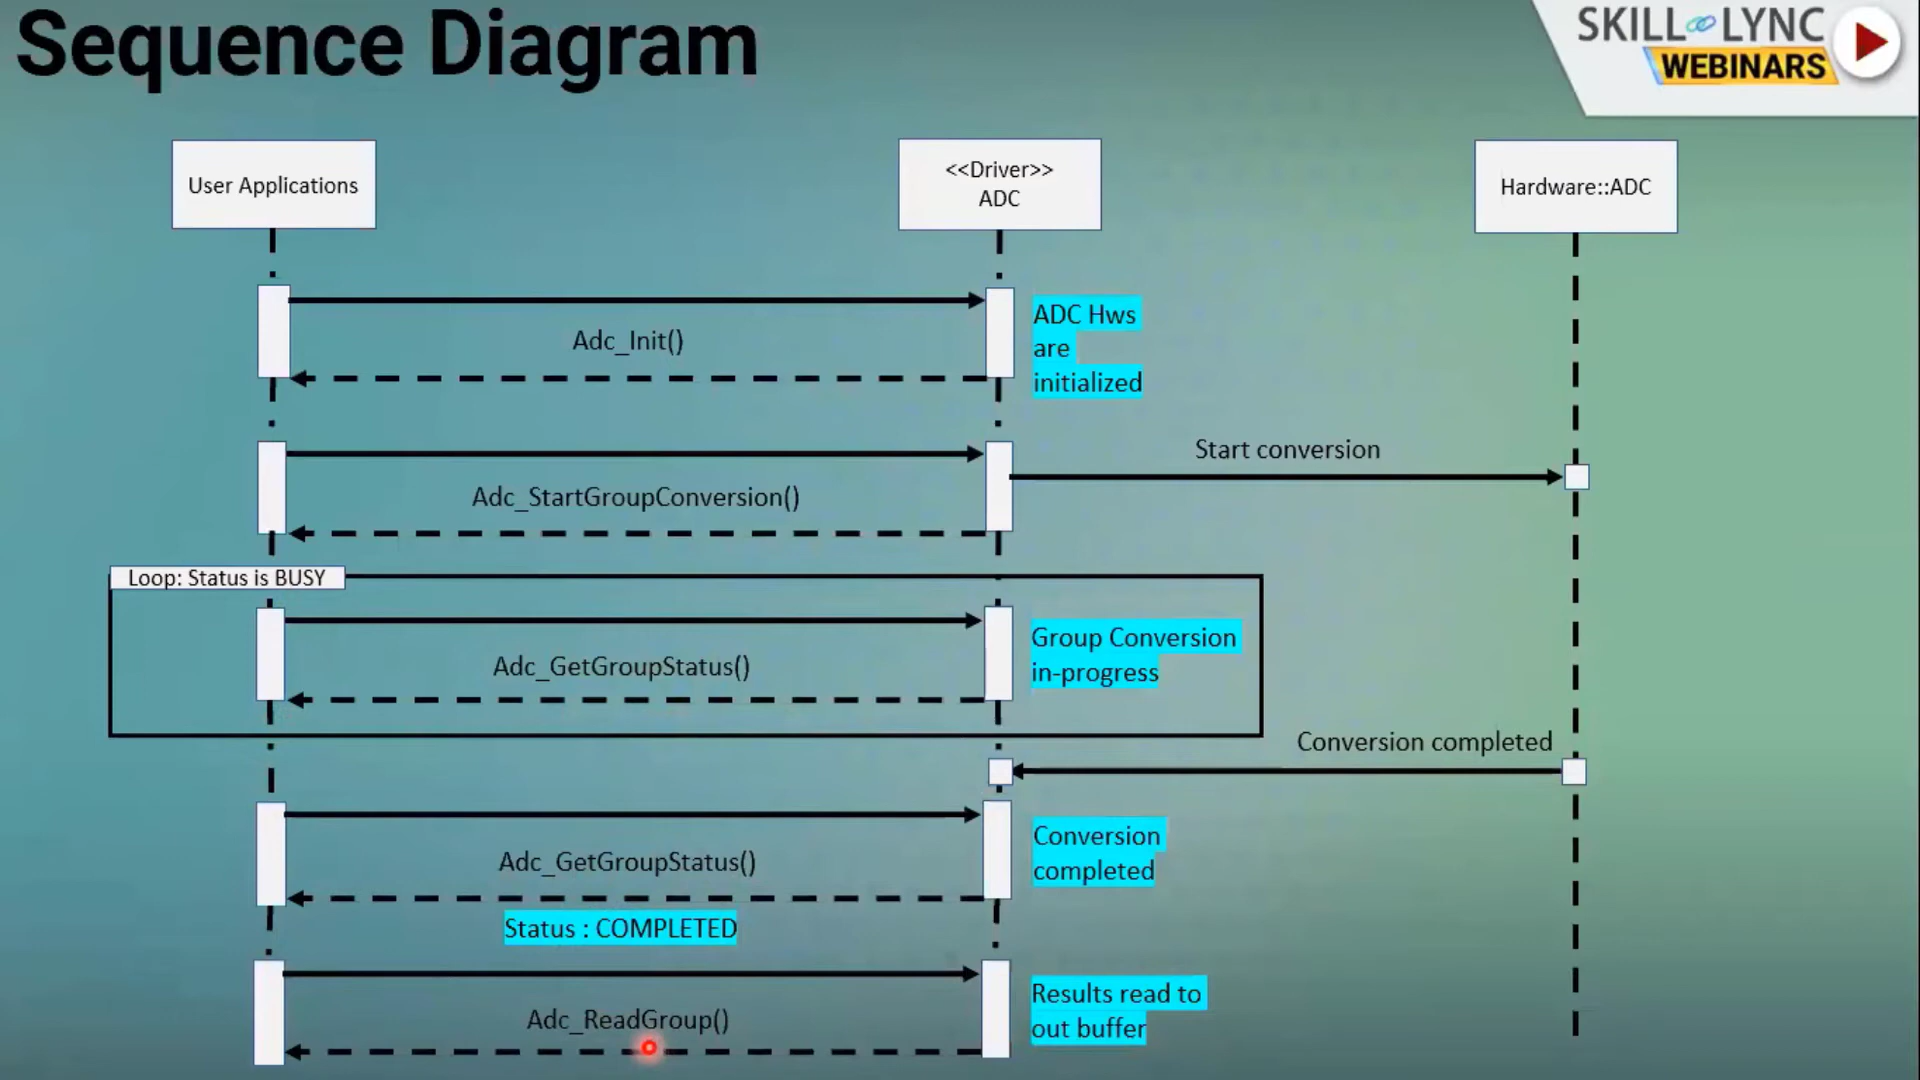 Sequence Diagram
SKILL LYNC
WEBINARS
User Applications
<<Driver>>
ADC
Hardware::ADC
Adc_Init()
ADC Hws
are
initialized
Start conversion
Adc_StartGroupConversion()
Loop: Status is BUSY
Adc_GetGroupStatus()
Group Conversion
in-progress
Conversion completed
Adc_GetGroupStatus()
Conversion
completed
Status : COMPLETED
Adc_ReadGroup()
Results read to
out buffer